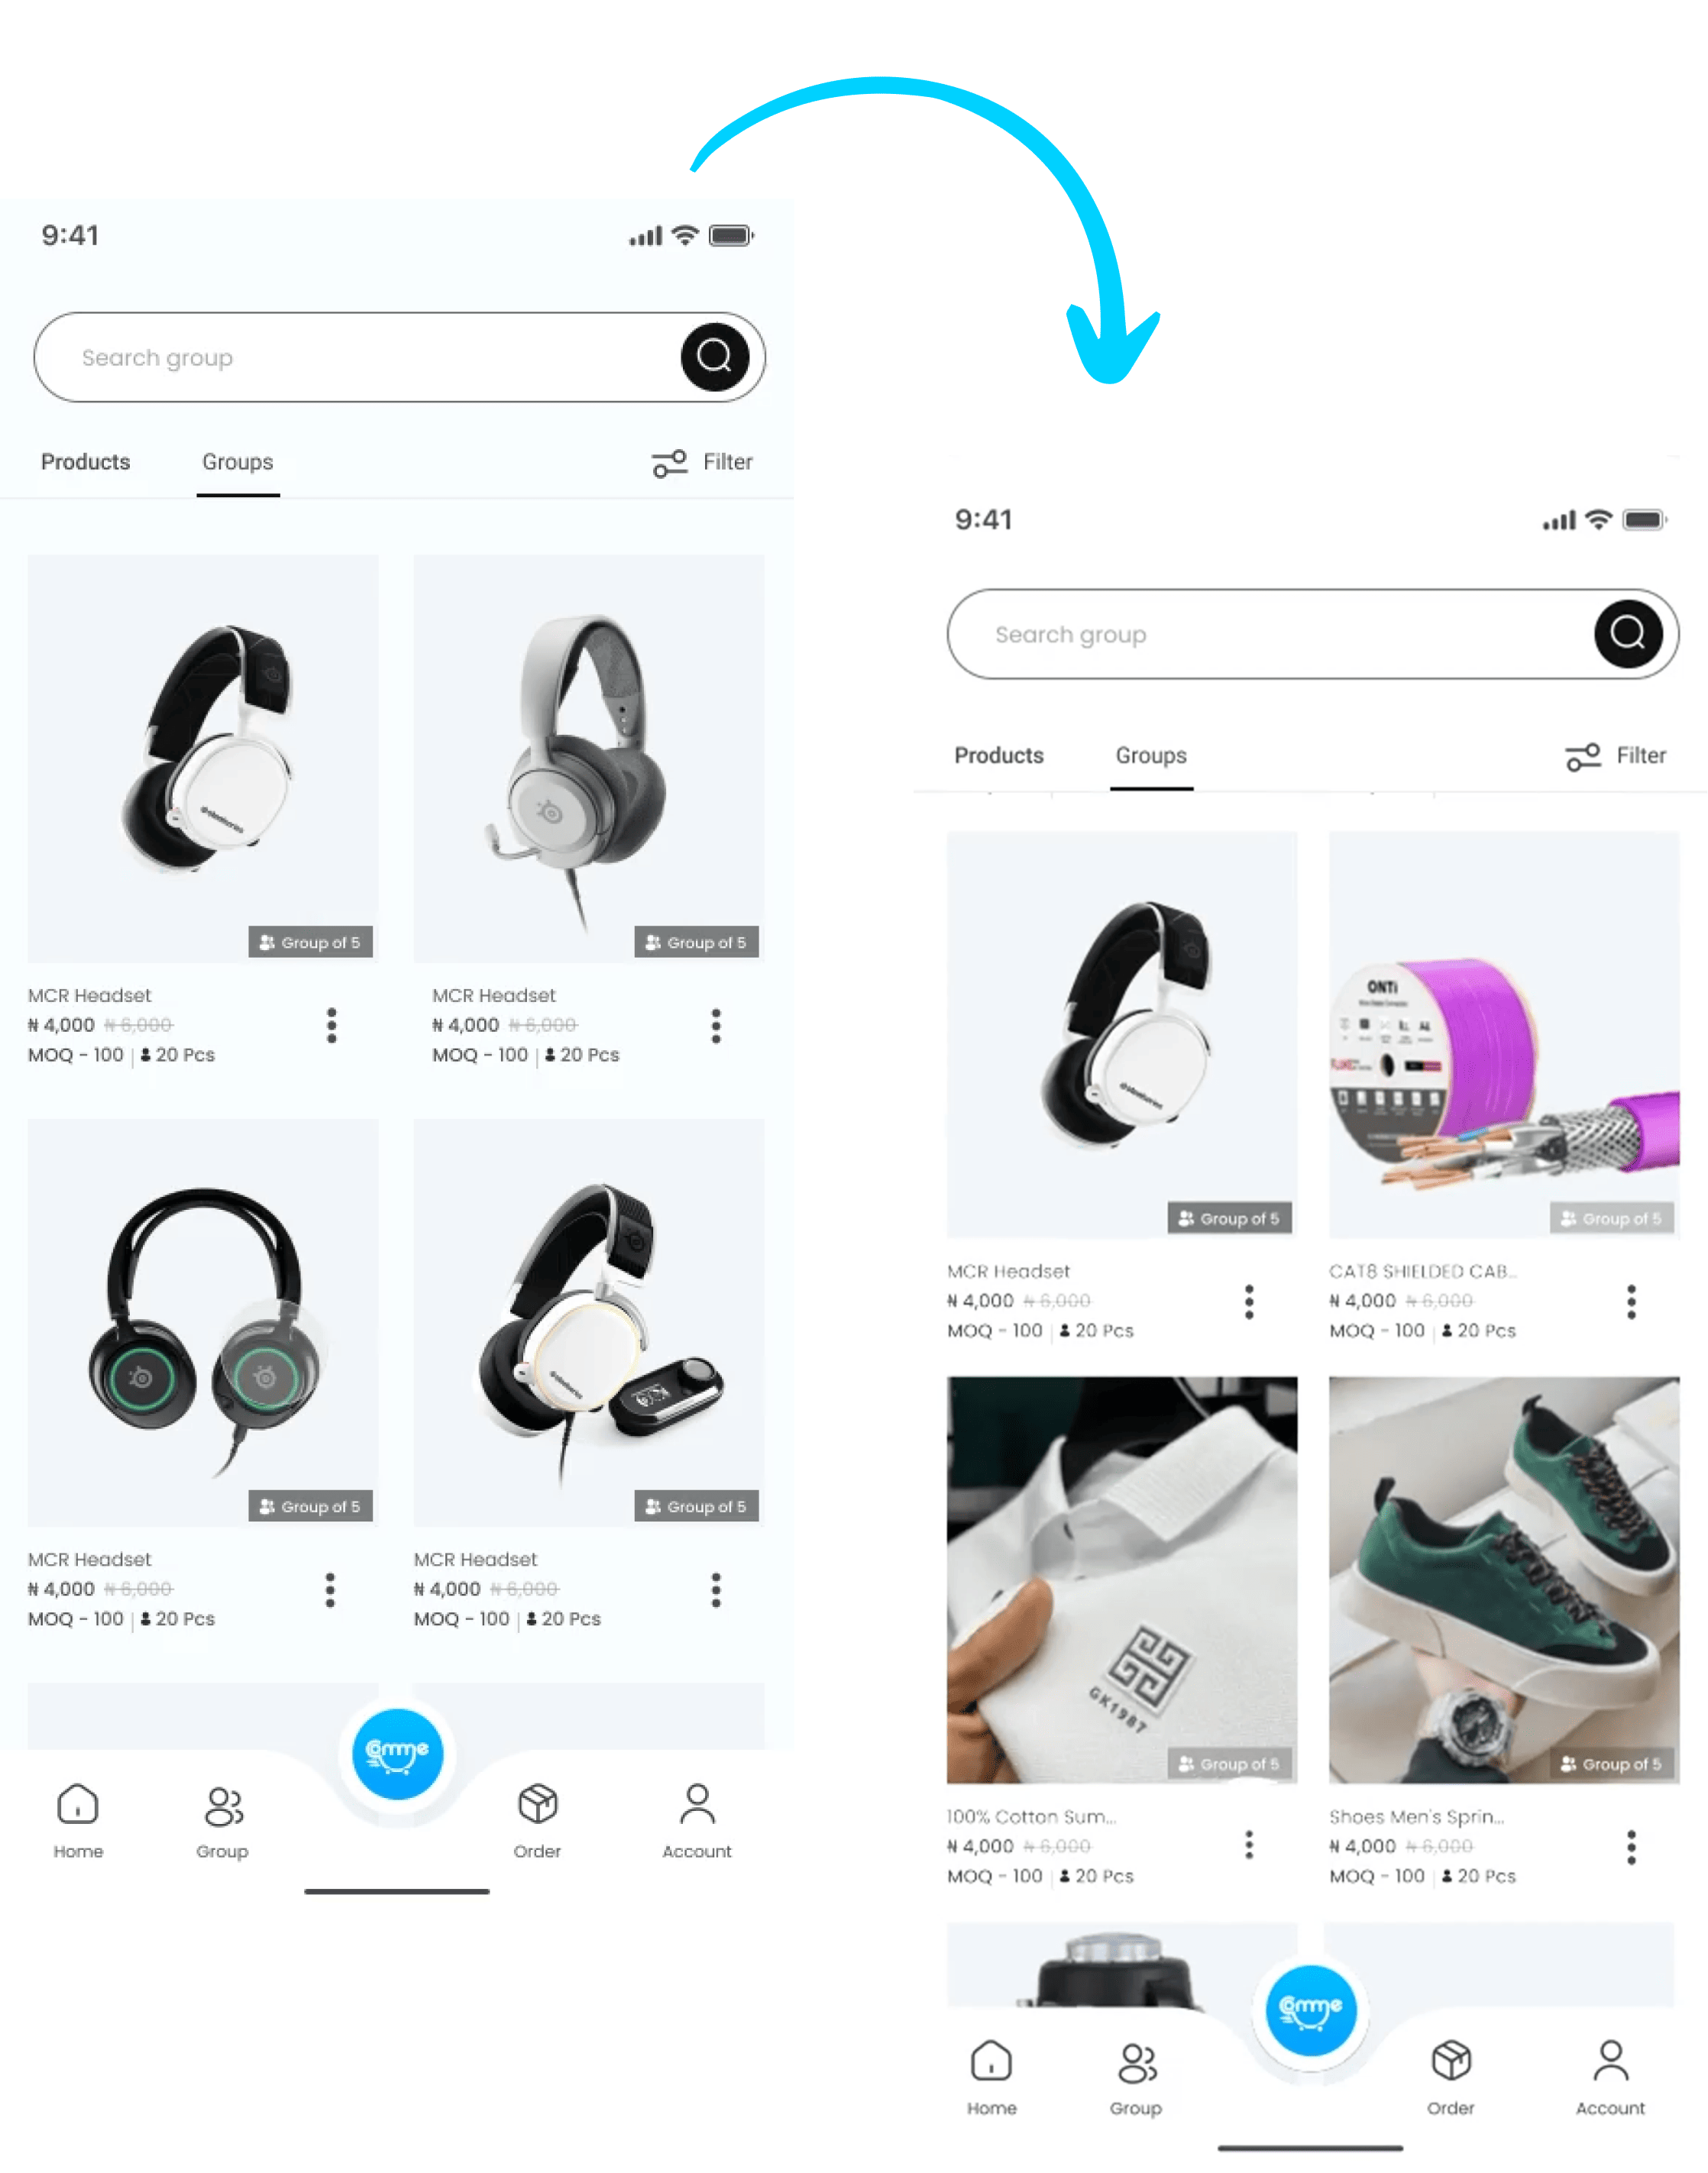 9:41
Search group
Products Groups Filter
Group of 5 Group of 5
MCR Headset MCR Headset
₦ 4,000 ₦ 6,000 ₦ 4,000 ₦ 6,000
MOQ - 100 | 20 Pcs MOQ - 100 | 20 Pcs
Group of 5 Group of 5
MCR Headset MCR Headset
₦ 4,000 ₦ 6,000 ₦ 4,000 ₦ 6,000
MOQ - 100 | 20 Pcs MOQ - 100 | 20 Pcs
Home Group Order Account
9:41
Search group
Products Groups Filter
ONTi
Group of 5 Group of 5
MCR Headset CAT8 SHIELDED CAB...
₦ 4,000 ₦ 6,000 ₦ 4,000 ₦ 6,000
MOQ - 100 | 20 Pcs MOQ - 100 | 20 Pcs
GK1987
Group of 5 Group of 5
100% Cotton Sum... Shoes Men's Sprin...
₦ 4,000 ₦ 6,000 ₦ 4,000 ₦ 6,000
MOQ - 100 | 20 Pcs MOQ - 100 | 20 Pcs
Home Group Order Account